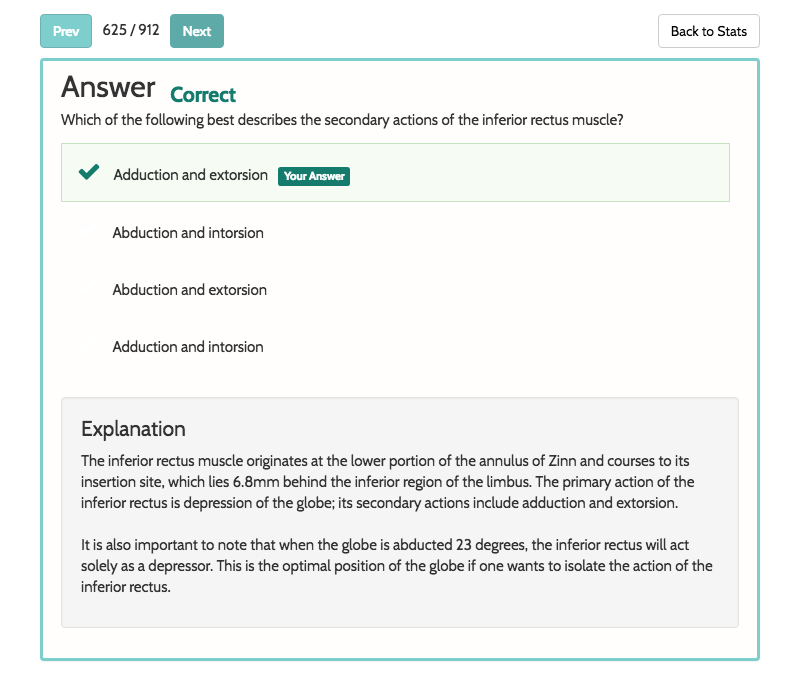 Prev 625 / 912 Next Back to Stats
Answer Correct
Which of the following best describes the secondary actions of the inferior rectus muscle?
Adduction and extorsion Your Answer
Abduction and intorsion
Abduction and extorsion
Adduction and intorsion
Explanation
The inferior rectus muscle originates at the lower portion of the annulus of Zinn and courses to its
insertion site, which lies 6.8mm behind the inferior region of the limbus. The primary action of the
inferior rectus is depression of the globe; its secondary actions include adduction and extorsion.
It is also important to note that when the globe is abducted 23 degrees, the inferior rectus will act
solely as a depressor. This is the optimal position of the globe if one wants to isolate the action of the
inferior rectus.